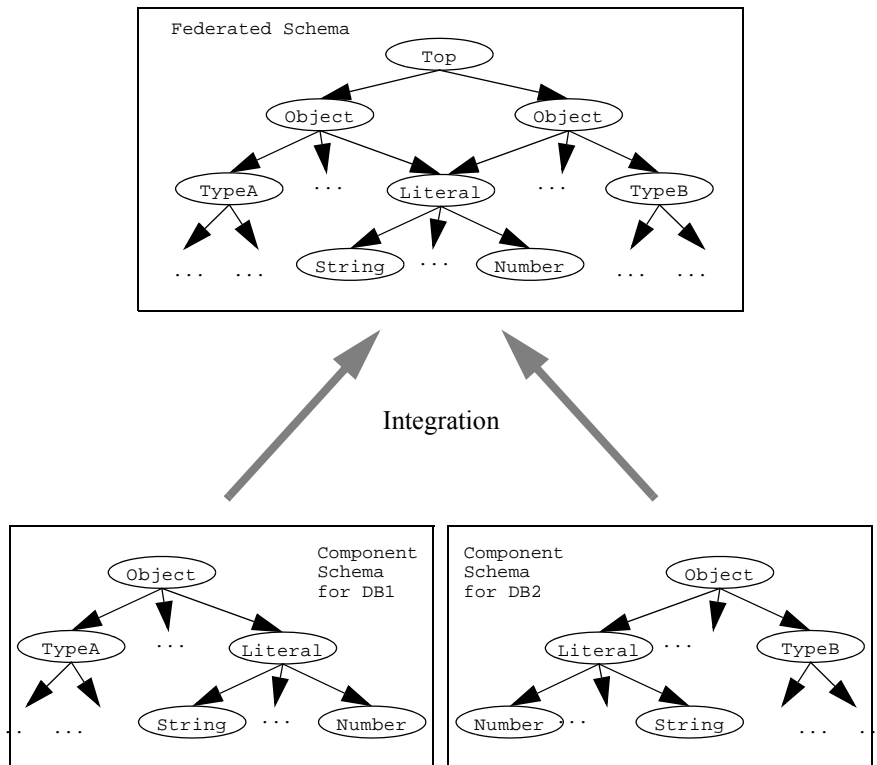 Federated Schema
Top
Object Object
TypeA ... Literal ... TypeB
... ... String ... Number ... ...
Integration
Component
Schema
for DB1
Object
TypeA ... Literal
.. ... String ... Number
Component
Schema
for DB2
Object
Literal ... TypeB
Number ... String ... ..